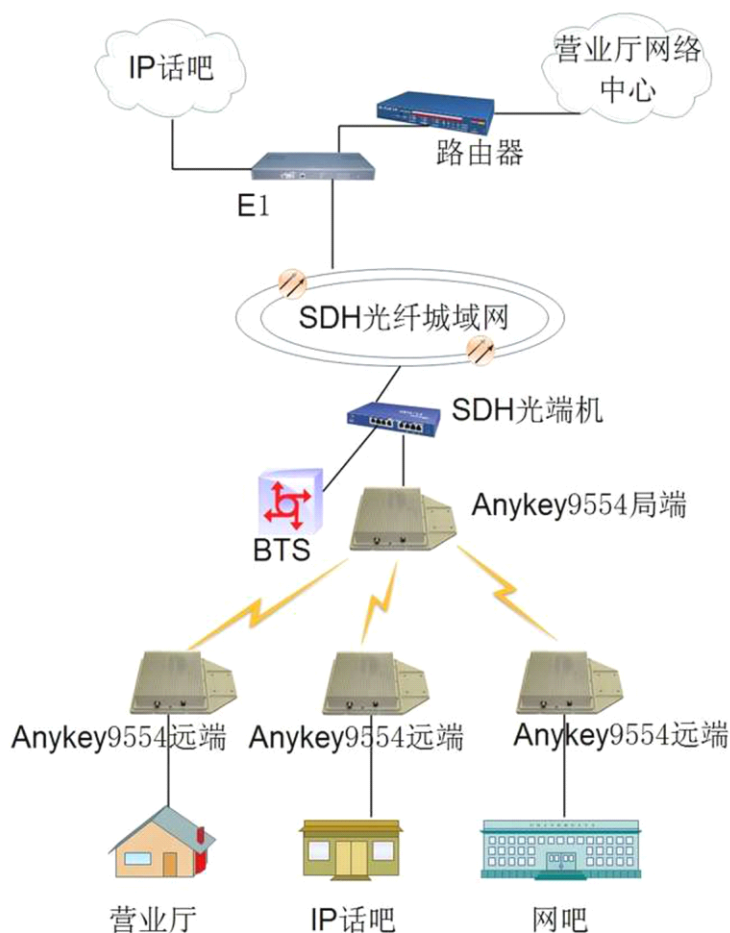 IP话吧
营业厅网络
中心
路由器
E1
SDH光纤城域网
SDH光端机
Anykey9554局端
BTS
Anykey9554远端
Anykey9554远端
Anykey9554远端
营业厅
IP话吧
网吧